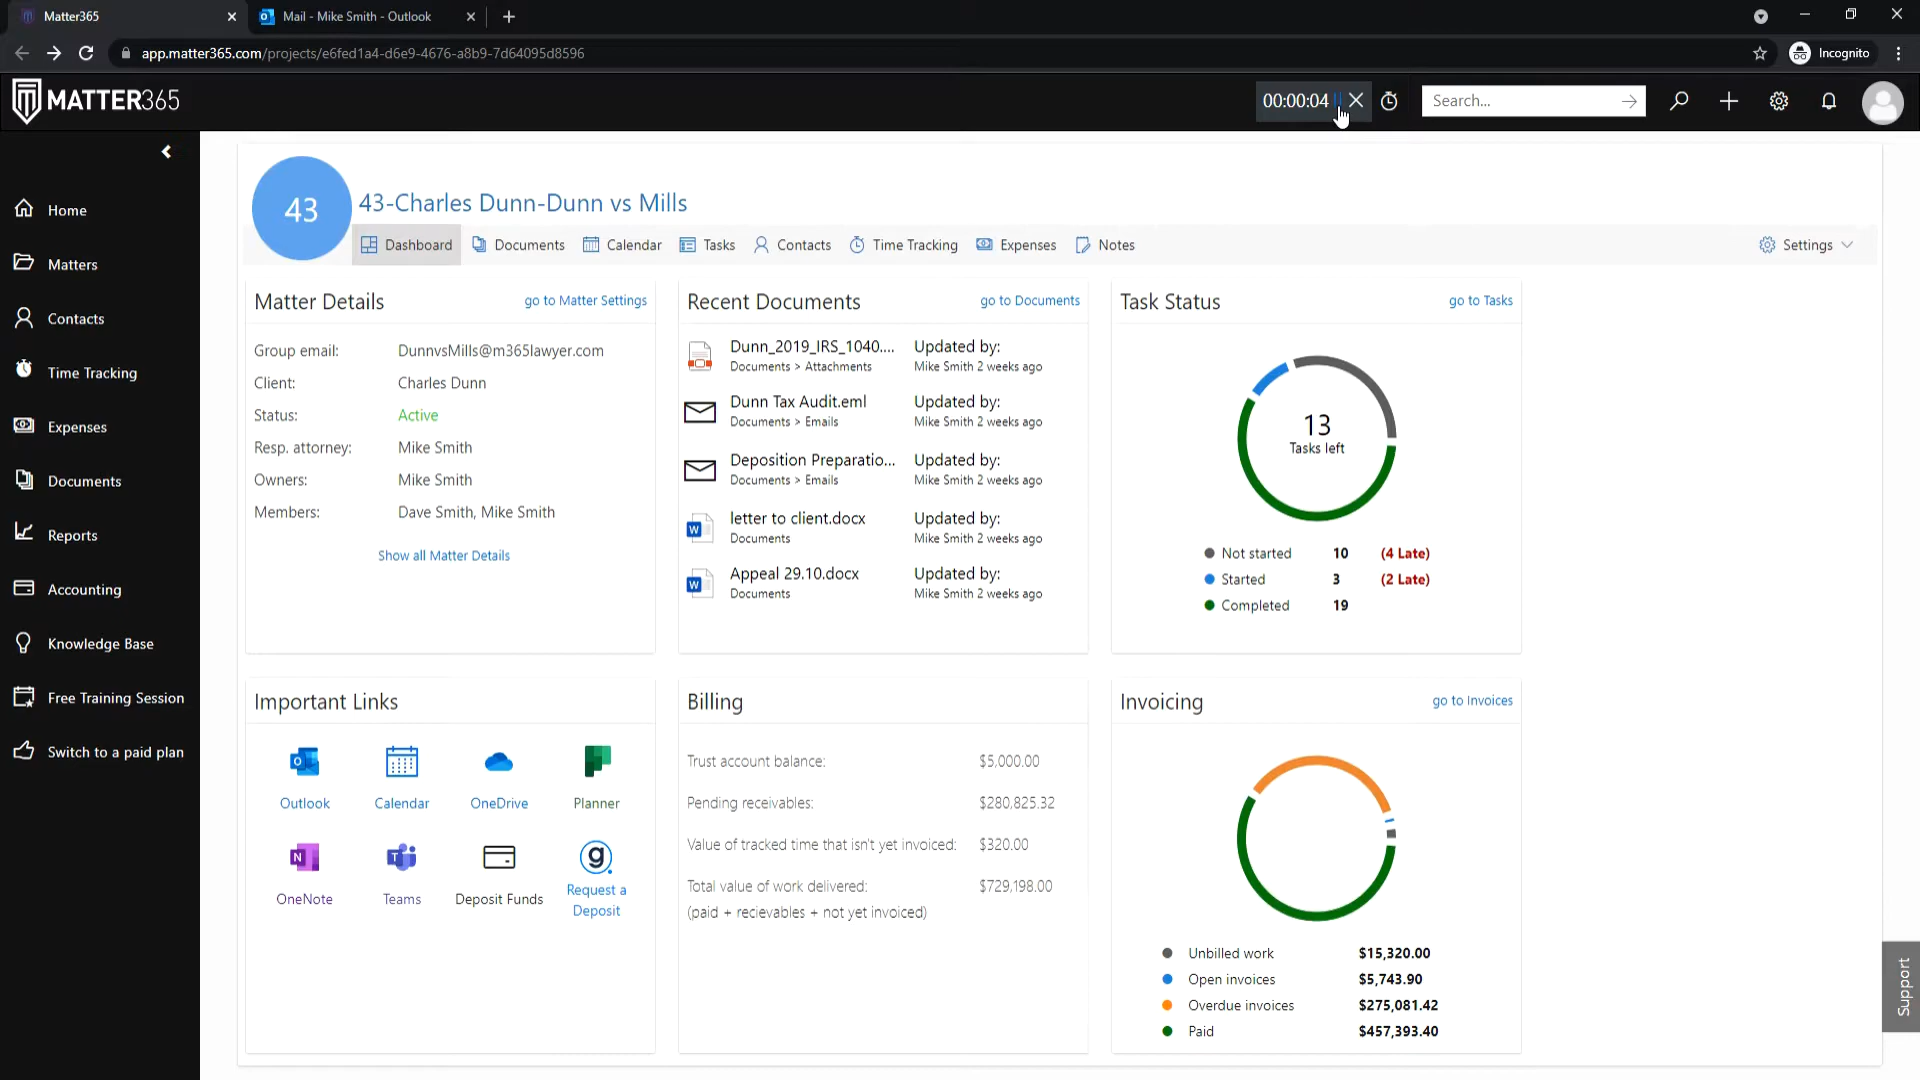 Matter365
Mail - Mike Smith - Outlook
app.matter365.com/projects/e6fed1a4-d6e9-4676-a8b9-7d64095d8596
Incognito
MATTER365
00:00:04
Search...
43
43-Charles Dunn-Dunn vs Mills
Dashboard
Documents
Calendar
Tasks
Contacts
Time Tracking
Expenses
Notes
Settings
Home
Matters
Contacts
Time Tracking
Expenses
Documents
Reports
Accounting
Knowledge Base
Free Training Session
Switch to a paid plan
Matter Details
go to Matter Settings
Group email: DunnvsMills@m365lawyer.com
Client: Charles Dunn
Status: Active
Resp. attorney: Mike Smith
Owners: Mike Smith
Members: Dave Smith, Mike Smith
Show all Matter Details
Recent Documents
go to Documents
Dunn_2019_IRS_1040.... Updated by:
Documents > Attachments Mike Smith 2 weeks ago
Dunn Tax Audit.eml Updated by:
Documents > Emails Mike Smith 2 weeks ago
Deposition Preparatio... Updated by:
Documents > Emails Mike Smith 2 weeks ago
letter to client.docx Updated by:
Documents Mike Smith 2 weeks ago
Appeal 29.10.docx Updated by:
Documents Mike Smith 2 weeks ago
Task Status
go to Tasks
13
Tasks left
Not started 10 (4 Late)
Started 3 (2 Late)
Completed 19
Important Links
Outlook
Calendar
OneDrive
Planner
OneNote
Teams
Deposit Funds
Request a
Deposit
Billing
Trust account balance: $5,000.00
Pending receivables: $280,825.32
Value of tracked time that isn't yet invoiced: $320.00
Total value of work delivered: $729,198.00
(paid + recievables + not yet invoiced)
Invoicing
go to Invoices
Unbilled work $15,320.00
Open invoices $5,743.90
Overdue invoices $275,081.42
Paid $457,393.40
Support